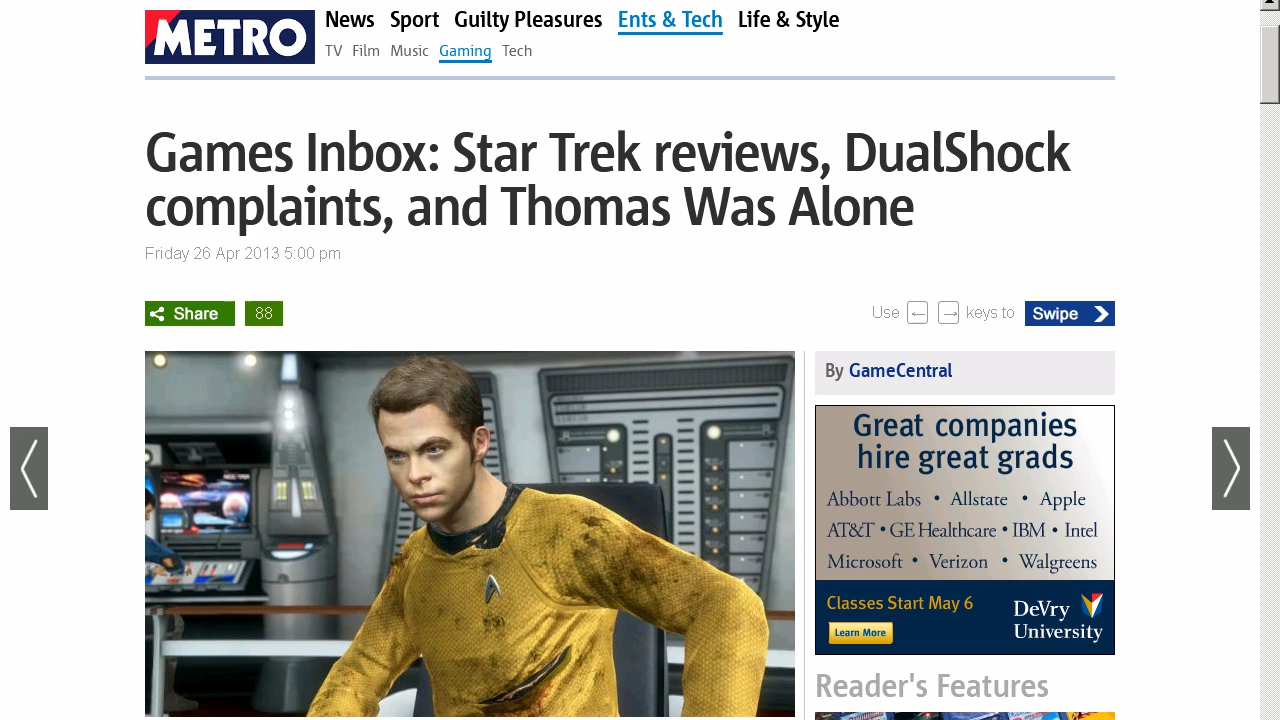 METRO
News Sport Guilty Pleasures Ents & Tech Life & Style
TV Film Music Gaming Tech
Games Inbox: Star Trek reviews, DualShock
complaints, and Thomas Was Alone
Friday 26 Apr 2013 5:00 pm
Share 88
Use ← → keys to Swipe
By GameCentral
Great companies
hire great grads
Abbott Labs • Allstate • Apple
AT&T • GE Healthcare • IBM • Intel
Microsoft • Verizon • Walgreens
Classes Start May 6
Learn More
DeVry
University
Reader's Features